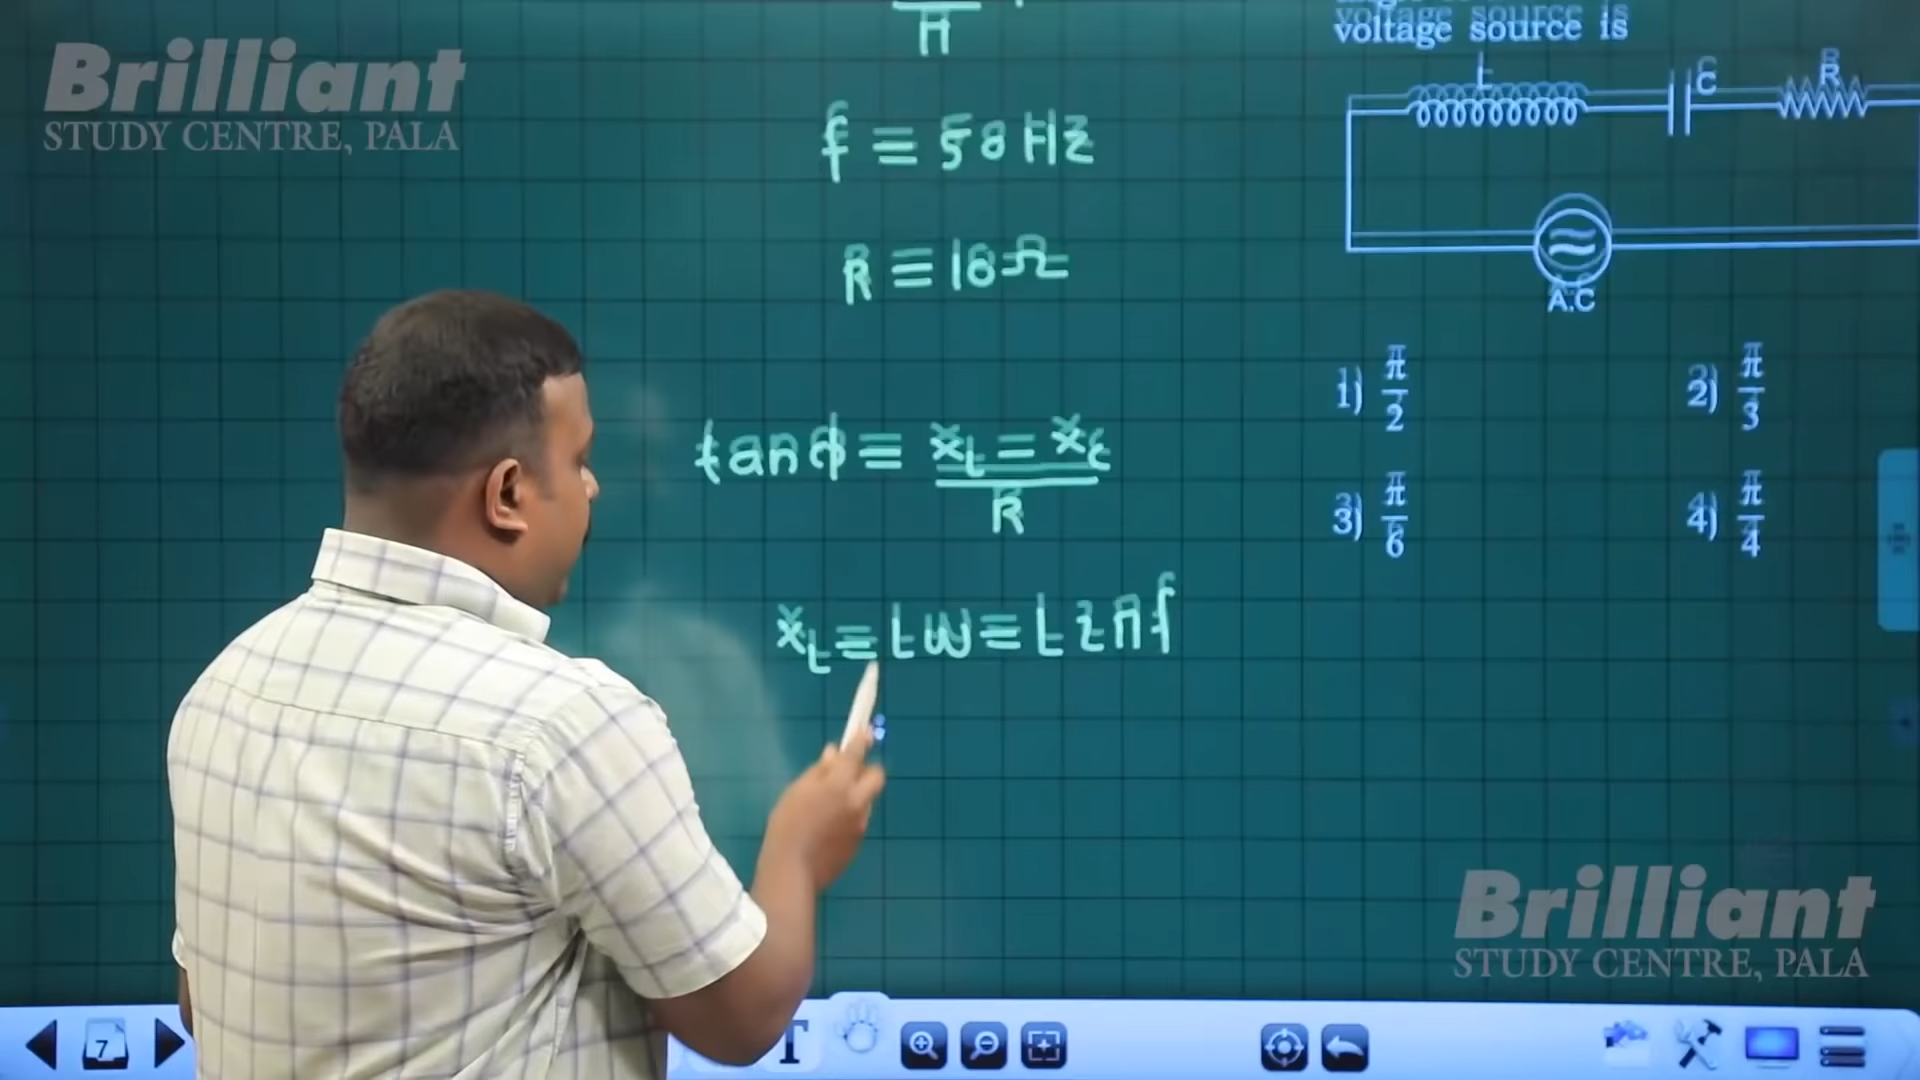 Brilliant
STUDY CENTRE, PALA
π
f = 50 Hz
R = 10 Ω
tan φ = X_L - X_C
R
X_L = Lω = L2πf
voltage source is
L
C
R
A.C
1) π/2
2) π/3
3) π/6
4) π/4
Brilliant
STUDY CENTRE, PALA
7
T